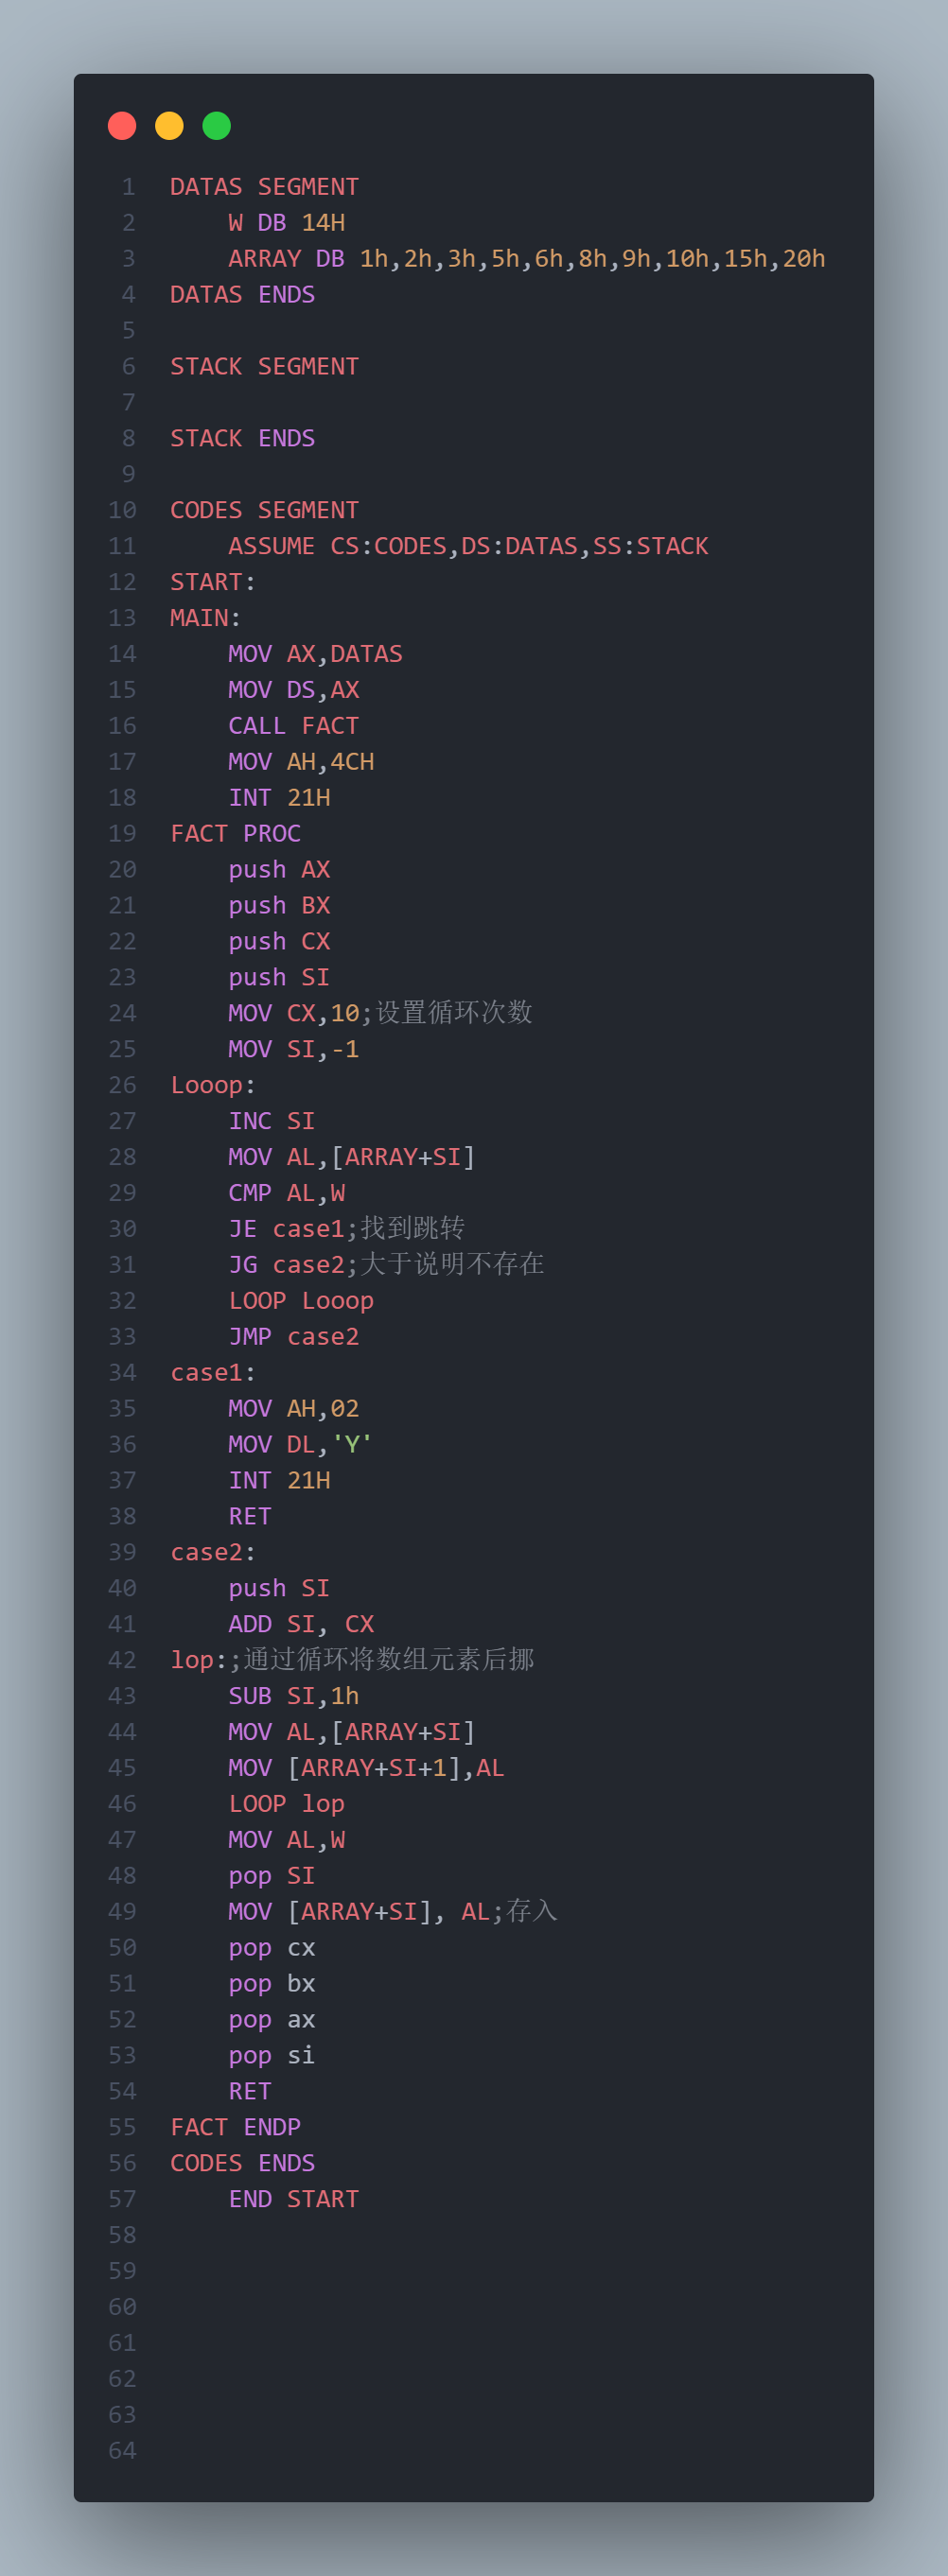 1 DATAS SEGMENT
2     W DB 14H
3     ARRAY DB 1h,2h,3h,5h,6h,8h,9h,10h,15h,20h
4 DATAS ENDS
5
6 STACK SEGMENT
7
8 STACK ENDS
9
10 CODES SEGMENT
11     ASSUME CS:CODES,DS:DATAS,SS:STACK
12 START:
13 MAIN:
14     MOV AX,DATAS
15     MOV DS,AX
16     CALL FACT
17     MOV AH,4CH
18     INT 21H
19 FACT PROC
20     push AX
21     push BX
22     push CX
23     push SI
24     MOV CX,10;设置循环次数
25     MOV SI,-1
26 Looop:
27     INC SI
28     MOV AL,[ARRAY+SI]
29     CMP AL,W
30     JE case1;找到跳转
31     JG case2;大于说明不存在
32     LOOP Looop
33     JMP case2
34 case1:
35     MOV AH,02
36     MOV DL,'Y'
37     INT 21H
38     RET
39 case2:
40     push SI
41     ADD SI, CX
42 lop:;通过循环将数组元素后挪
43     SUB SI,1h
44     MOV AL,[ARRAY+SI]
45     MOV [ARRAY+SI+1],AL
46     LOOP lop
47     MOV AL,W
48     pop SI
49     MOV [ARRAY+SI], AL;存入
50     pop cx
51     pop bx
52     pop ax
53     pop si
54     RET
55 FACT ENDP
56 CODES ENDS
57     END START
58
59
60
61
62
63
64